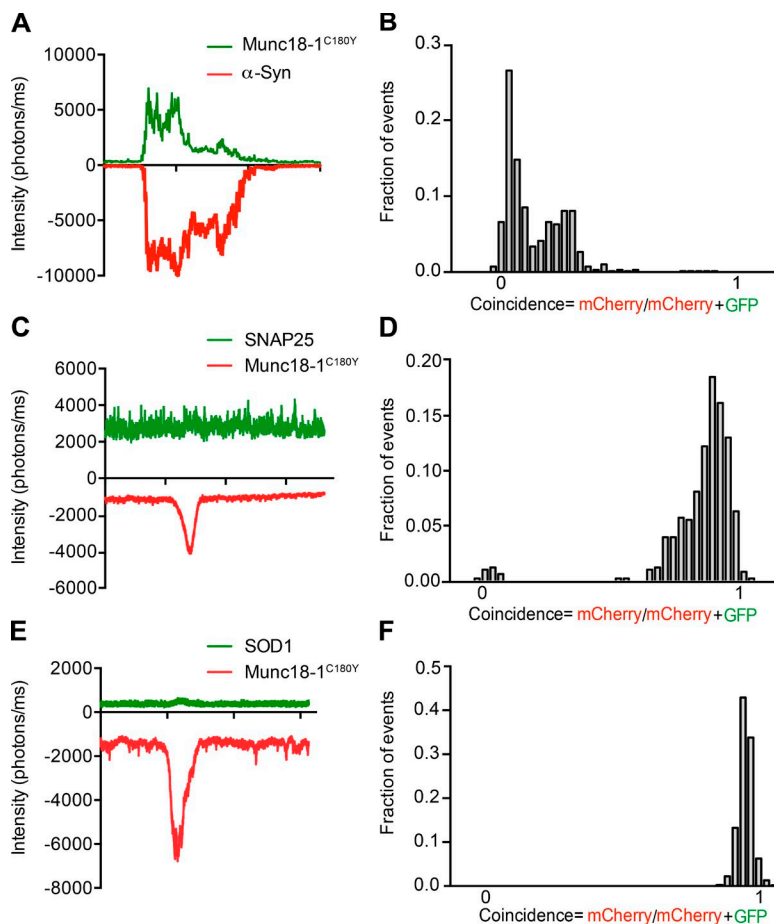 A
Munc18-1C180Y
α-Syn
Intensity (photons/ms)
10000
5000
0
-5000
-10000
B
Fraction of events
0.3
0.2
0.1
0.0
0
1
Coincidence= mCherry/mCherry+GFP
C
SNAP25
Munc18-1C180Y
Intensity (photons/ms)
6000
4000
2000
0
-2000
-4000
-6000
D
Fraction of events
0.20
0.15
0.10
0.05
0.00
0
1
Coincidence= mCherry/mCherry+GFP
E
SOD1
Munc18-1C180Y
Intensity (photons/ms)
2000
0
-2000
-4000
-6000
-8000
F
Fraction of events
0.5
0.4
0.3
0.2
0.1
0.0
0
1
Coincidence= mCherry/mCherry+GFP